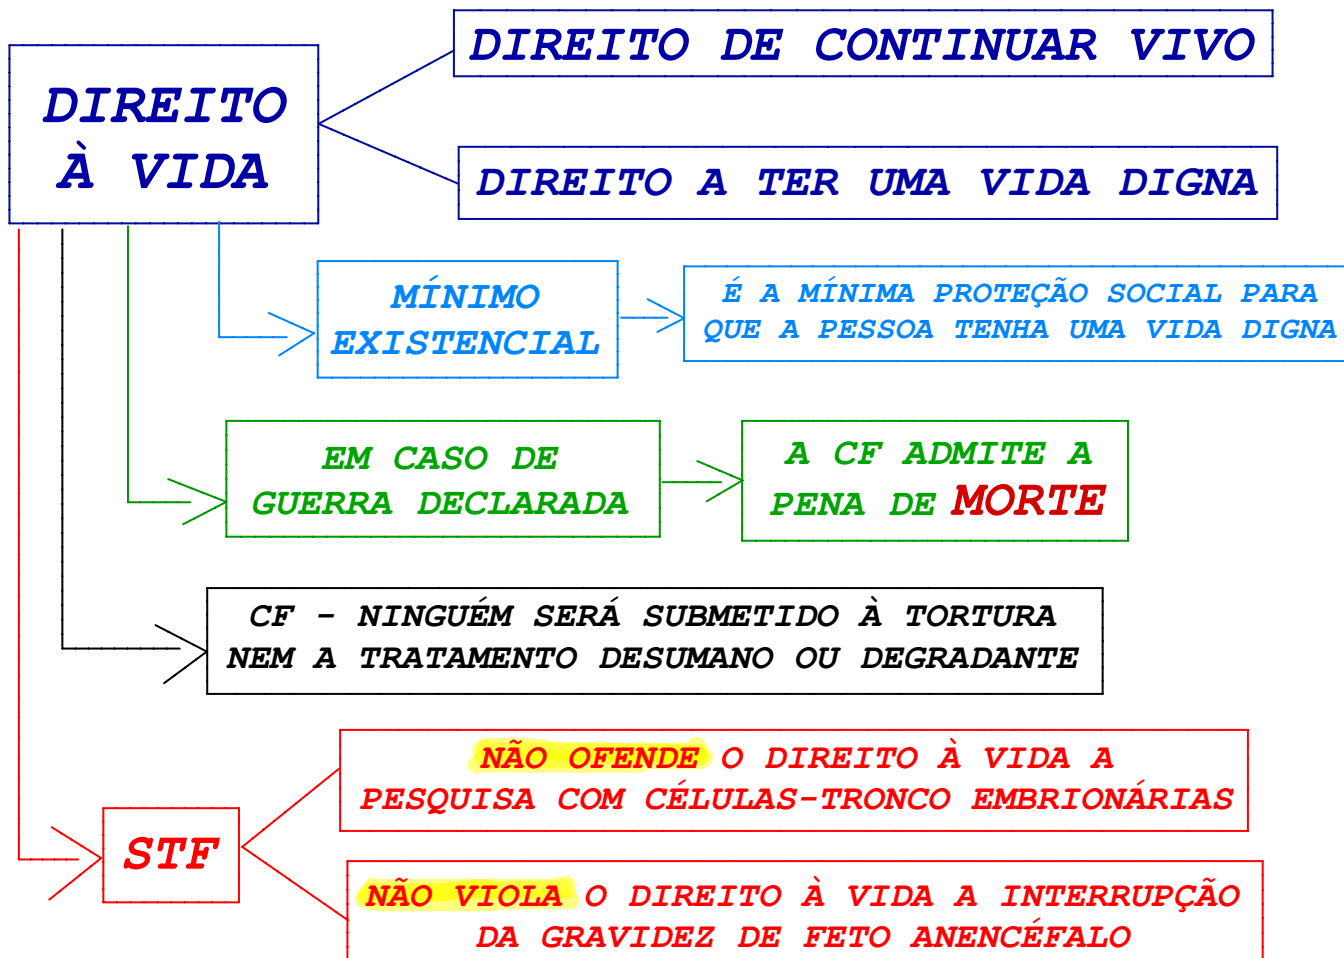 DIREITO
À VIDA
DIREITO DE CONTINUAR VIVO
DIREITO A TER UMA VIDA DIGNA
MÍNIMO
EXISTENCIAL
É A MÍNIMA PROTEÇÃO SOCIAL PARA
QUE A PESSOA TENHA UMA VIDA DIGNA
EM CASO DE
GUERRA DECLARADA
A CF ADMITE A
PENA DE MORTE
CF - NINGUÉM SERÁ SUBMETIDO À TORTURA
NEM A TRATAMENTO DESUMANO OU DEGRADANTE
STF
NÃO OFENDE O DIREITO À VIDA A
PESQUISA COM CÉLULAS-TRONCO EMBRIONÁRIAS
NÃO VIOLA O DIREITO À VIDA A INTERRUPÇÃO
DA GRAVIDEZ DE FETO ANENCÉFALO